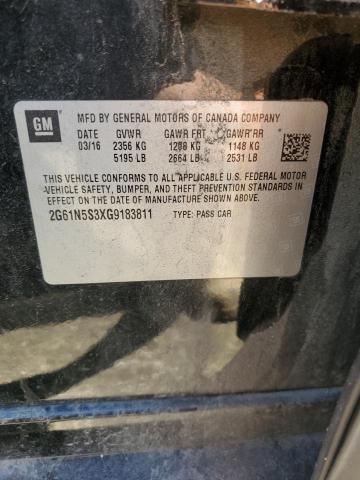 GM
MFD BY GENERAL MOTORS OF CANADA COMPANY
DATE GVWR GAWR FRT GAWR RR
03/16 2356 KG 1208 KG 1148 KG
5195 LB 2664 LB 2531 LB
THIS VEHICLE CONFORMS TO ALL APPLICABLE U.S. FEDERAL MOTOR
VEHICLE SAFETY, BUMPER, AND THEFT PREVENTION STANDARDS IN
EFFECT ON THE DATE OF MANUFACTURE SHOWN ABOVE.
2G61N5S3XG9183811 TYPE: PASS CAR